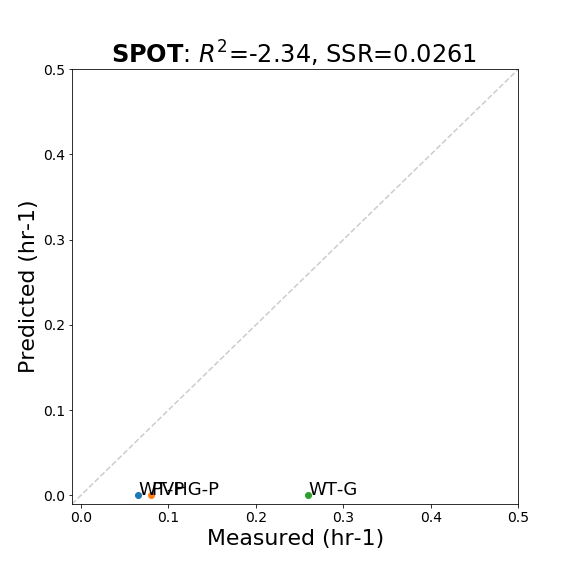 SPOT: R²=-2.34, SSR=0.0261
Predicted (hr-1)
0.5
0.4
0.3
0.2
0.1
0.0
WT-P
PVHG-P
WT-G
0.0 0.1 0.2 0.3 0.4 0.5
Measured (hr-1)